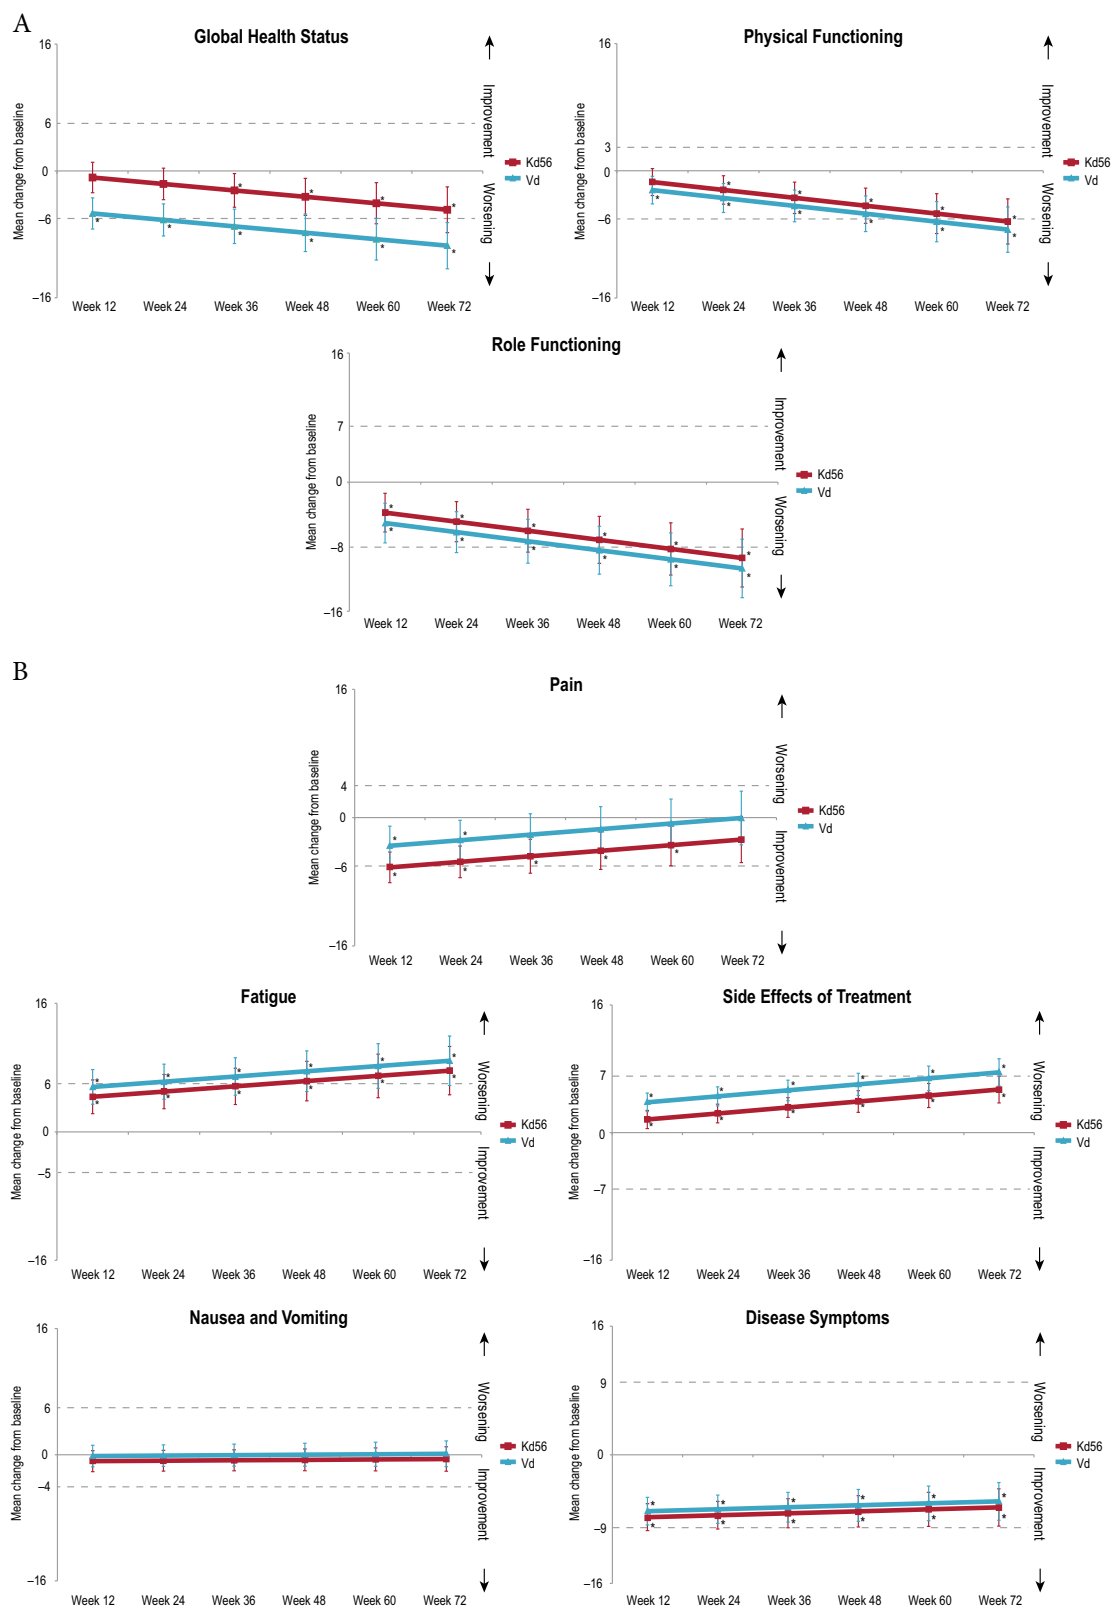 A
Global Health Status
16
6
0
–6
–16
Mean change from baseline
Week 12 Week 24 Week 36 Week 48 Week 60 Week 72
Improvement
Worsening
Kd56
Vd
Physical Functioning
16
3
0
–6
–16
Mean change from baseline
Week 12 Week 24 Week 36 Week 48 Week 60 Week 72
Improvement
Worsening
Kd56
Vd
Role Functioning
16
7
0
–8
–16
Mean change from baseline
Week 12 Week 24 Week 36 Week 48 Week 60 Week 72
Improvement
Worsening
Kd56
Vd
B
Pain
16
4
0
–6
–16
Mean change from baseline
Week 12 Week 24 Week 36 Week 48 Week 60 Week 72
Worsening
Improvement
Kd56
Vd
Fatigue
16
6
0
–5
–16
Mean change from baseline
Week 12 Week 24 Week 36 Week 48 Week 60 Week 72
Worsening
Improvement
Kd56
Vd
Side Effects of Treatment
16
7
0
–7
–16
Mean change from baseline
Week 12 Week 24 Week 36 Week 48 Week 60 Week 72
Worsening
Improvement
Kd56
Vd
Nausea and Vomiting
16
6
0
–4
–16
Mean change from baseline
Week 12 Week 24 Week 36 Week 48 Week 60 Week 72
Worsening
Improvement
Kd56
Vd
Disease Symptoms
16
9
0
–9
–16
Mean change from baseline
Week 12 Week 24 Week 36 Week 48 Week 60 Week 72
Worsening
Improvement
Kd56
Vd